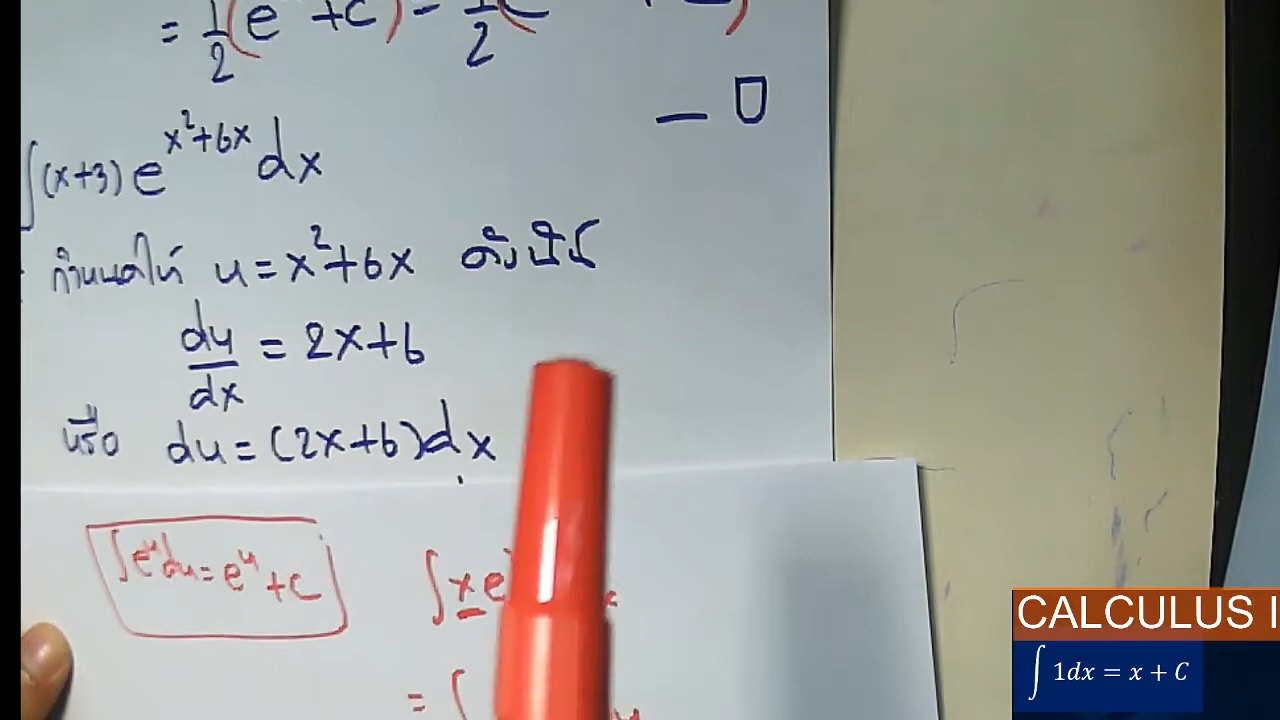 = 1/2 (e +C) = 1/2
— ▯
∫(x+3) e^{x²+6x} dx
กำหนดให้ u = x²+6x ดังนั้น
du/dx = 2x+6
หรือ du = (2x+6)dx
∫e^u du = e^u + C
∫xe
= ∫
CALCULUS I
∫ 1dx = x + C